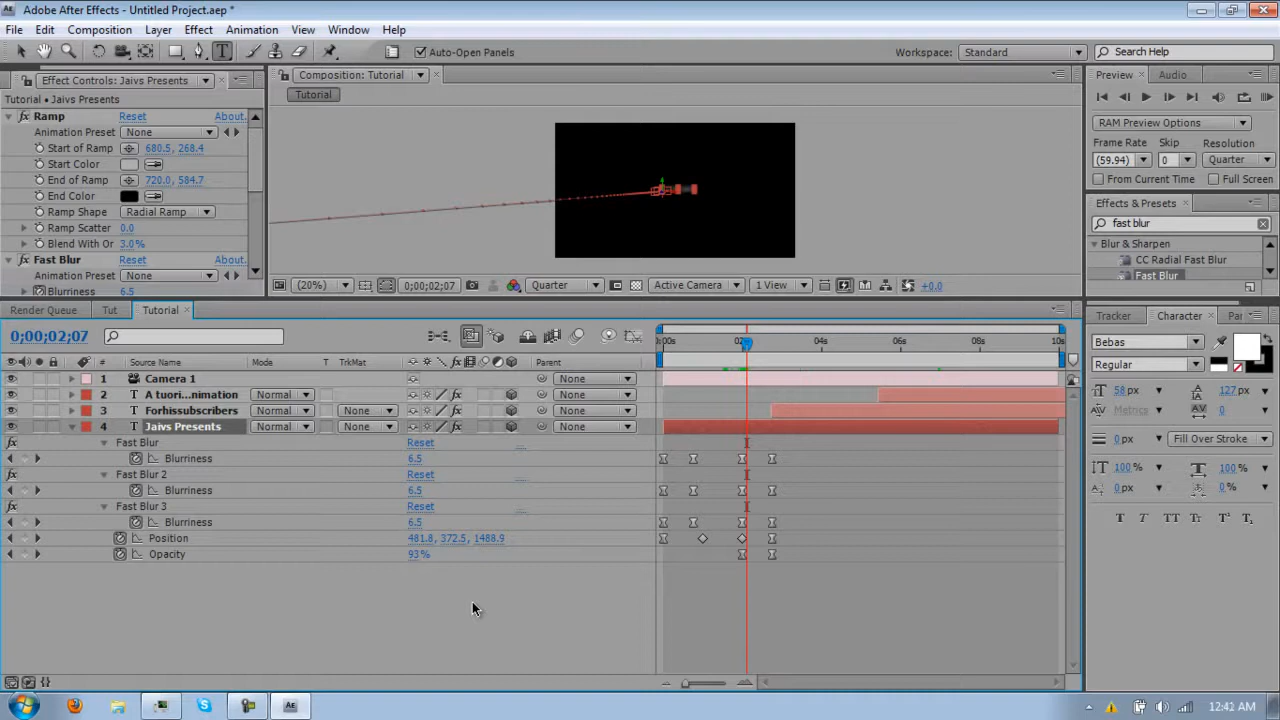 Adobe After Effects - Untitled Project.aep *
File Edit Composition Layer Effect Animation View Window Help
Auto-Open Panels
Workspace: Standard
Search Help
Effect Controls: Jaivs Presents
Tutorial • Jaivs Presents
Ramp Reset About.
Animation Preset None
Start of Ramp 680.5, 268.4
Start Color
End of Ramp 720.0, 584.7
End Color
Ramp Shape Radial Ramp
Ramp Scatter 0.0
Blend With Or 3.0%
Fast Blur Reset About.
Animation Preset None
Blurriness 6.5
Composition: Tutorial
Tutorial
(20%) 0;00;02;07 Quarter Active Camera 1 View +0.0
Preview Audio
RAM Preview Options
Frame Rate Skip Resolution
(59.94) 0 Quarter
From Current Time Full Screen
Effects & Presets
fast blur
Blur & Sharpen
CC Radial Fast Blur
Fast Blur
Render Queue Tut Tutorial
0;00;02;07
:00s 02 04s 06s 08s 10s
# Source Name Mode T TrkMat Parent
1 Camera 1 None
2 T A tuori...nimation Normal None
3 T Forhissubscribers Normal None None
4 T Jaivs Presents Normal None None
Fast Blur Reset
Blurriness 6.5
Fast Blur 2 Reset
Blurriness 6.5
Fast Blur 3 Reset
Blurriness 6.5
Position 481.8, 372.5, 1488.9
Opacity 93%
Tracker Character Par
Bebas
Regular
58 px 127 px
Metrics 0
0 px Fill Over Stroke
100 % 100 %
0 px 0 %
T T TT Tr T¹ T₁
12:42 AM